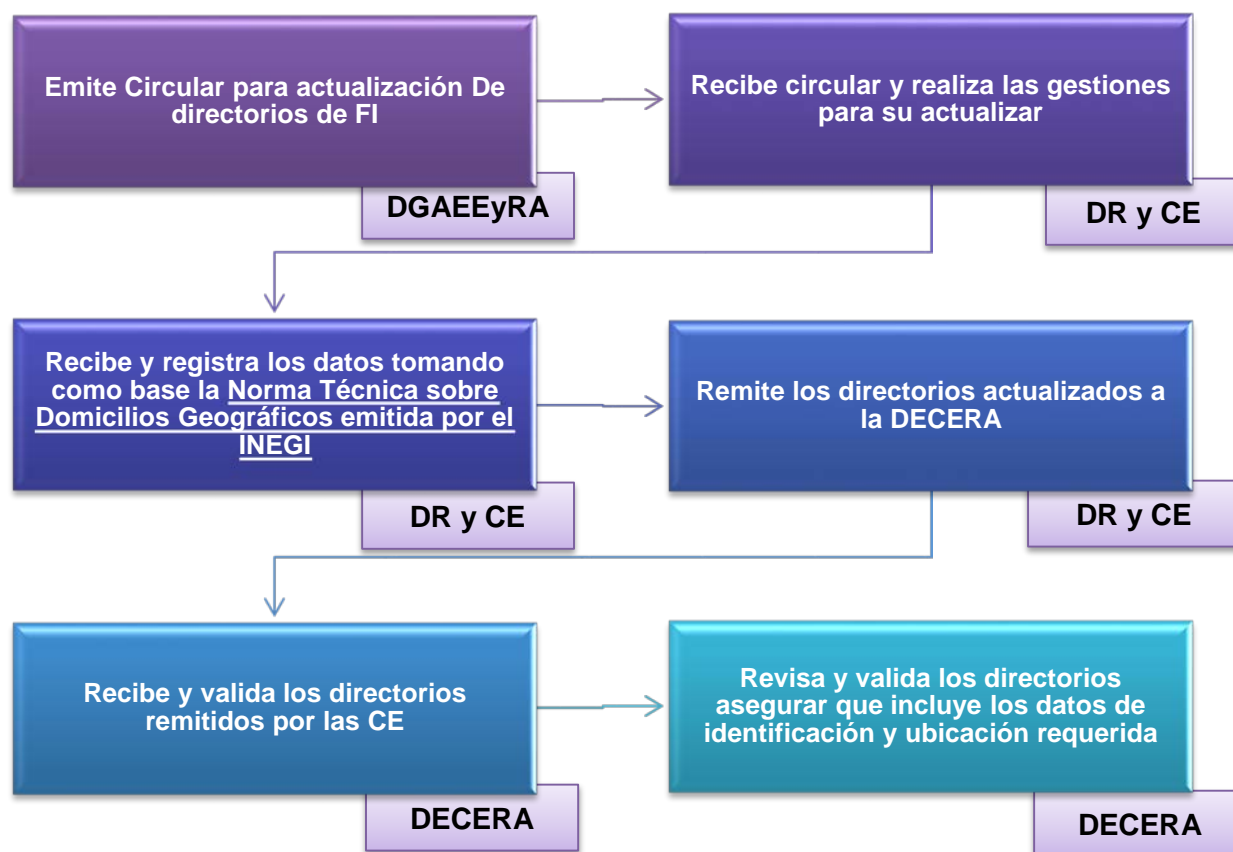 Emite Circular para actualización De
directorios de FI
DGAEEyRA
Recibe circular y realiza las gestiones
para su actualizar
DR y CE
Recibe y registra los datos tomando
como base la Norma Técnica sobre
Domicilios Geográficos emitida por el
INEGI
DR y CE
Remite los directorios actualizados a
la DECERA
DR y CE
Recibe y valida los directorios
remitidos por las CE
DECERA
Revisa y valida los directorios
asegurar que incluye los datos de
identificación y ubicación requerida
DECERA